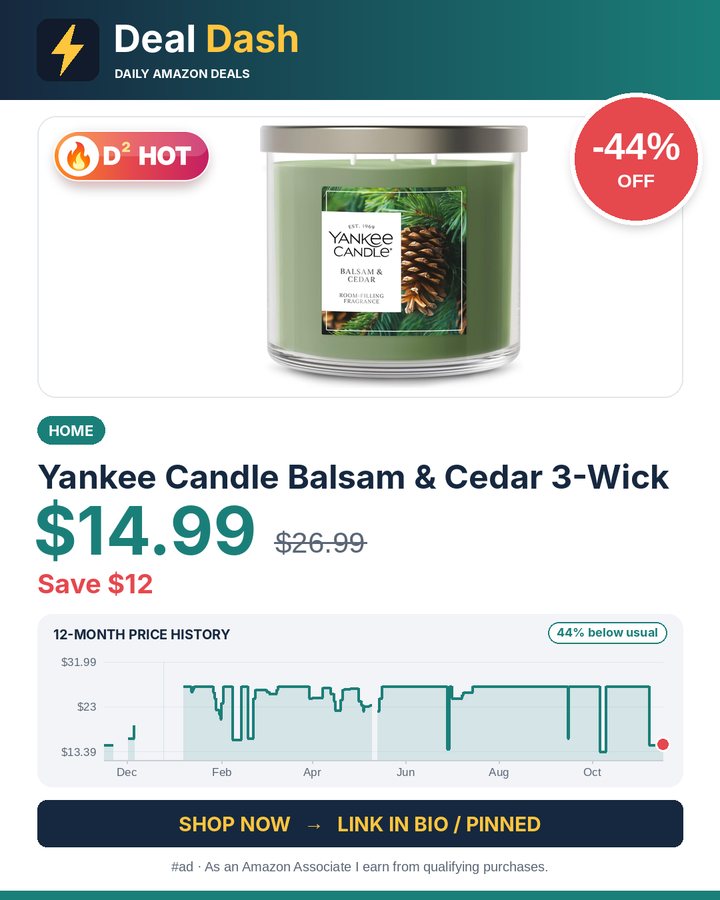 Deal Dash
DAILY AMAZON DEALS
D² HOT
-44%
OFF
EST. 1969
YANKEE
CANDLE®
BALSAM &
CEDAR
ROOM-FILLING
FRAGRANCE
HOME
Yankee Candle Balsam & Cedar 3-Wick
$14.99 $26.99
Save $12
12-MONTH PRICE HISTORY
44% below usual
$31.99
$23
$13.39
Dec Feb Apr Jun Aug Oct
SHOP NOW → LINK IN BIO / PINNED
#ad · As an Amazon Associate I earn from qualifying purchases.